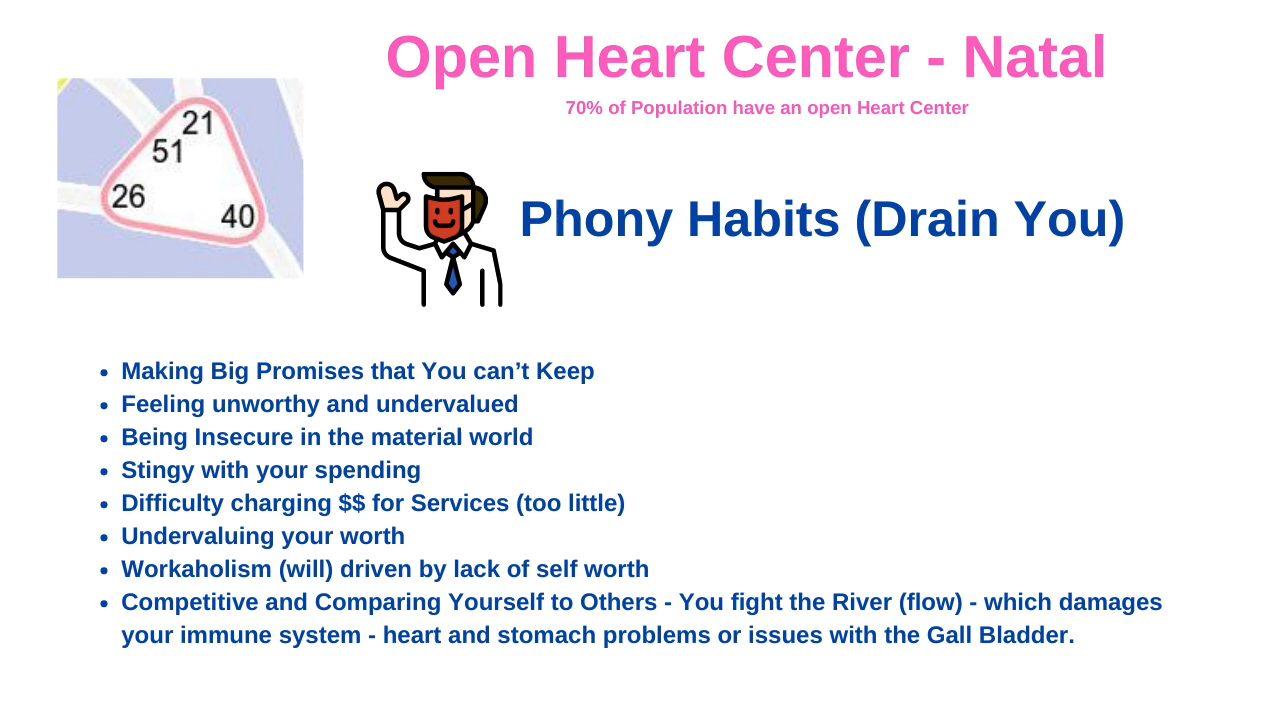 Open Heart Center - Natal
70% of Population have an open Heart Center
21
51
26
40
Phony Habits (Drain You)
• Making Big Promises that You can’t Keep
• Feeling unworthy and undervalued
• Being Insecure in the material world
• Stingy with your spending
• Difficulty charging $$ for Services (too little)
• Undervaluing your worth
• Workaholism (will) driven by lack of self worth
• Competitive and Comparing Yourself to Others - You fight the River (flow) - which damages
your immune system - heart and stomach problems or issues with the Gall Bladder.